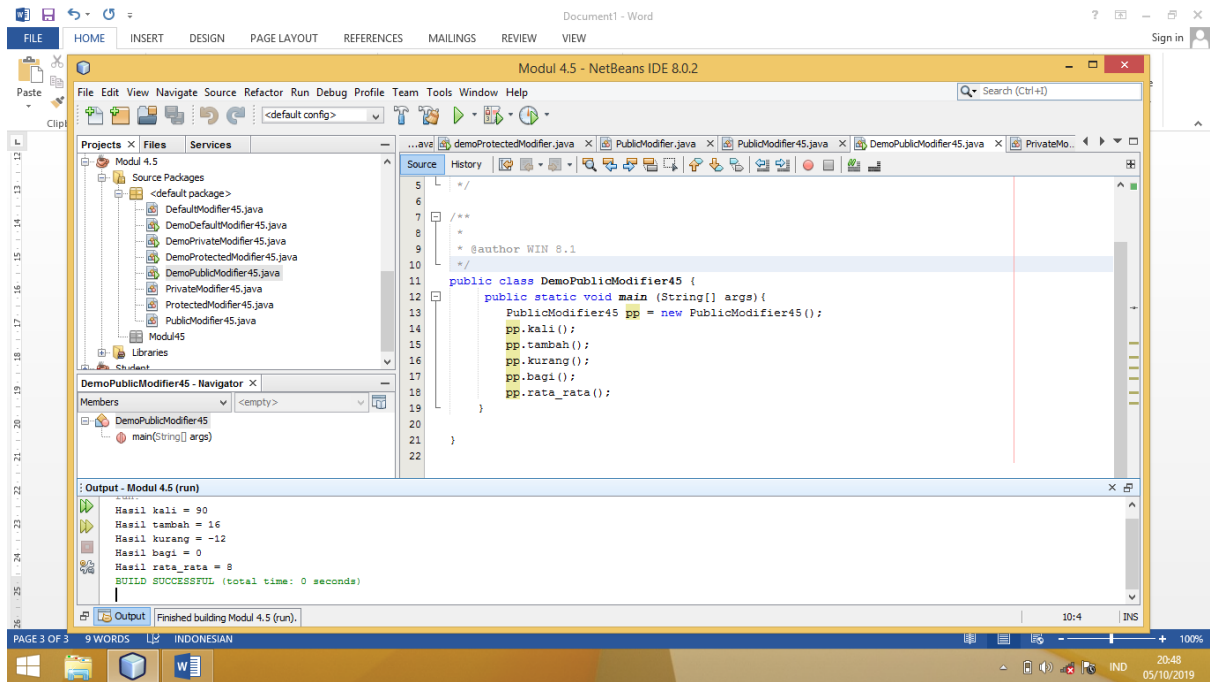 Document1 - Word
FILE HOME INSERT DESIGN PAGE LAYOUT REFERENCES MAILINGS REVIEW VIEW Sign in
Paste
Modul 4.5 - NetBeans IDE 8.0.2
File Edit View Navigate Source Refactor Run Debug Profile Team Tools Window Help
Search (Ctrl+I)
<default config>
Projects Files Services
Modul 4.5
Source Packages
<default package>
DefaultModifier45.java
DemoDefaultModifier45.java
DemoPrivateModifier45.java
DemoProtectedModifier45.java
DemoPublicModifier45.java
PrivateModifier45.java
ProtectedModifier45.java
PublicModifier45.java
Modul45
Libraries
Student
DemoPublicModifier45 - Navigator
Members <empty>
DemoPublicModifier45
main(String[] args)
...ava demoProtectedModifier.java PublicModifier.java PublicModifier45.java DemoPublicModifier45.java PrivateMo..
Source History
5 */
6
7 /**
8 *
9 * @author WIN 8.1
10 */
11 public class DemoPublicModifier45 {
12 public static void main (String[] args){
13 PublicModifier45 pp = new PublicModifier45();
14 pp.kali();
15 pp.tambah();
16 pp.kurang();
17 pp.bagi();
18 pp.rata_rata();
19 }
20
21 }
22
Output - Modul 4.5 (run)
run:
Hasil kali = 90
Hasil tambah = 16
Hasil kurang = -12
Hasil bagi = 0
Hasil rata_rata = 8
BUILD SUCCESSFUL (total time: 0 seconds)
Output Finished building Modul 4.5 (run).
10:4 INS
PAGE 3 OF 3 9 WORDS INDONESIAN 100%
IND
20:48
05/10/2019